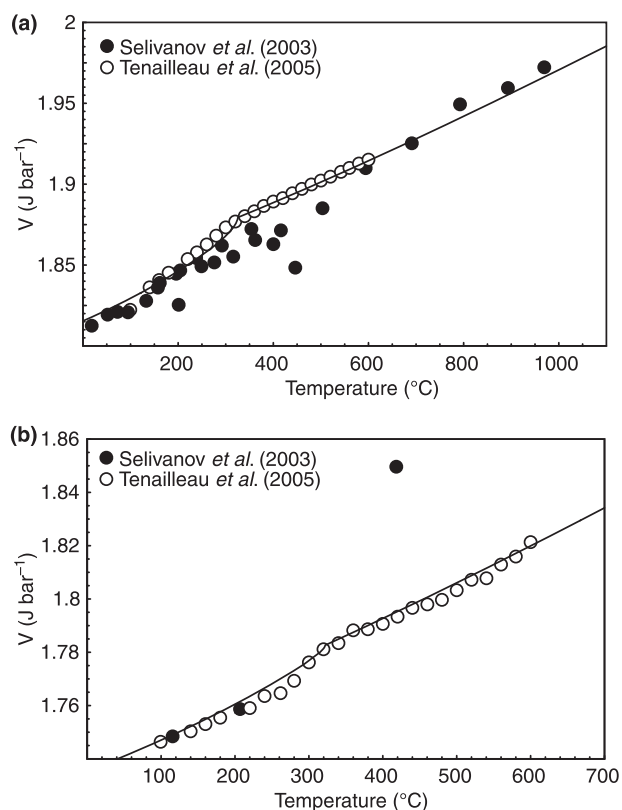 (a)
2
1.95
1.9
1.85
V (J bar⁻¹)
Selivanov et al. (2003)
Tenailleau et al. (2005)
200 400 600 800 1000
Temperature (°C)
(b)
1.86
1.84
1.82
1.8
1.78
1.76
V (J bar⁻¹)
Selivanov et al. (2003)
Tenailleau et al. (2005)
100 200 300 400 500 600 700
Temperature (°C)